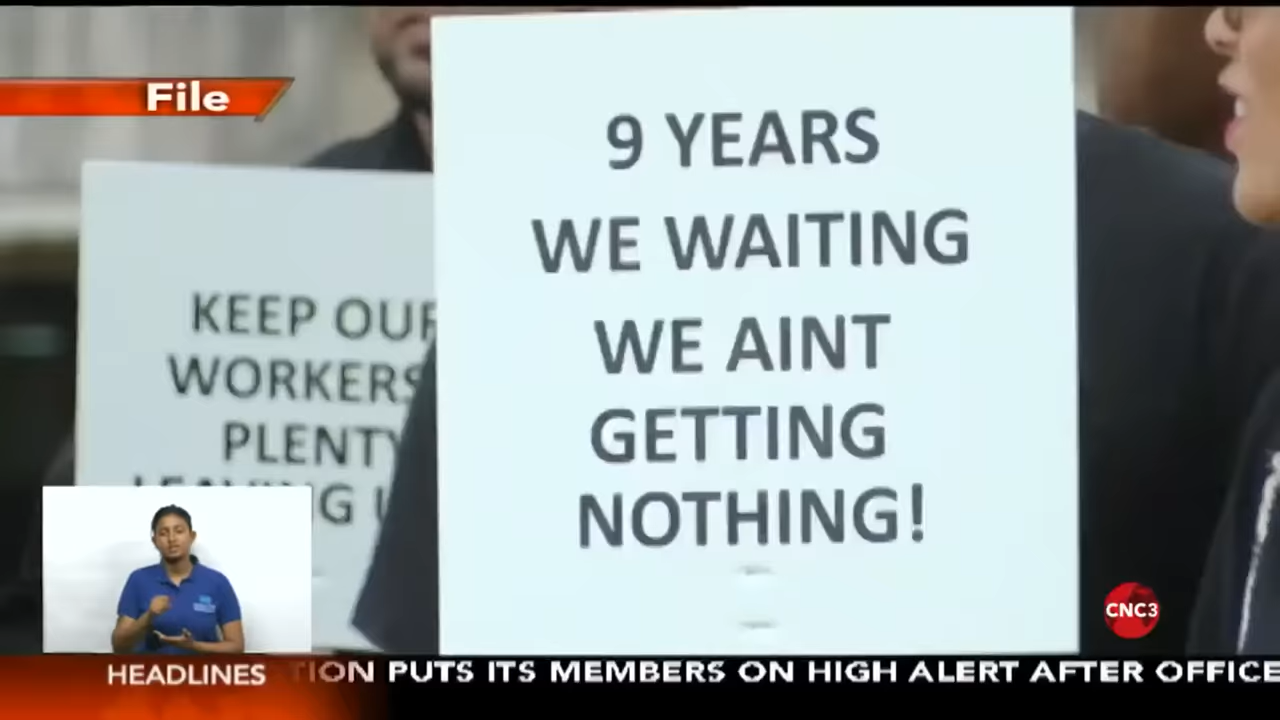 File
9 YEARS
WE WAITING
WE AINT
GETTING
NOTHING!
KEEP OUR
WORKERS
PLENTY
CNC3
HEADLINES
PUTS ITS MEMBERS ON HIGH ALERT AFTER OFFICE